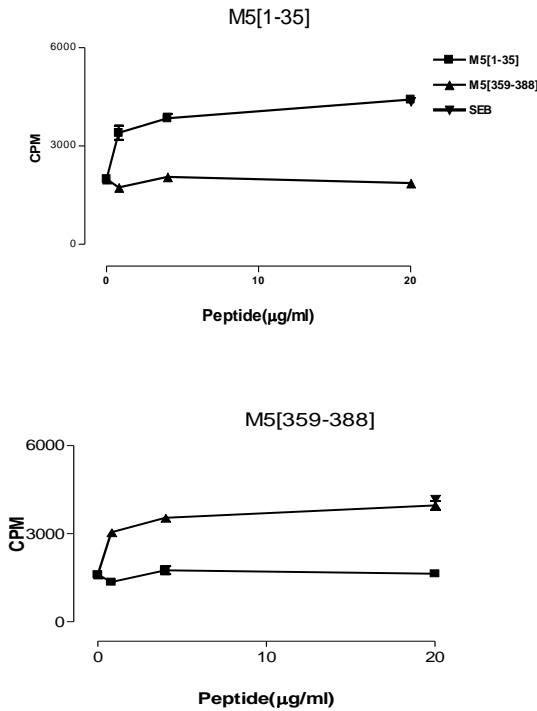 M5[1-35]
6000
3000
0
CPM
M5[1-35]
M5[359-388]
SEB
0 10 20
Peptide(μg/ml)
M5[359-388]
6000
3000
0
CPM
0 10 20
Peptide(μg/ml)